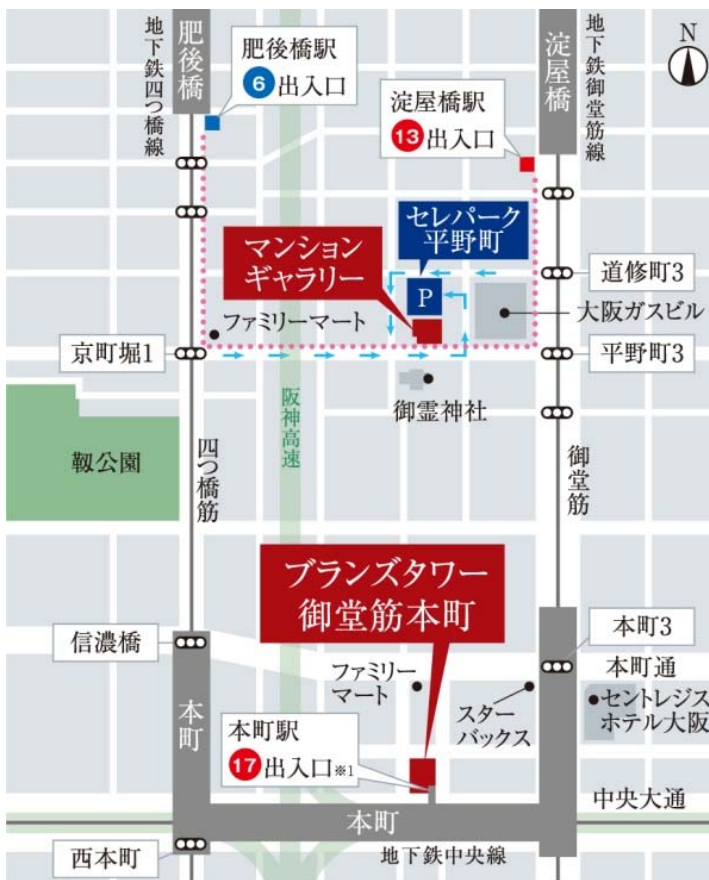 肥後橋
地下鉄四つ橋線
肥後橋駅
6出入口
淀屋橋駅
13出入口
淀屋橋
地下鉄御堂筋線
N
マンション
ギャラリー
セレパーク
平野町
P
道修町3
大阪ガスビル
ファミリーマート
京町堀1
平野町3
御霊神社
阪神高速
靱公園
四つ橋筋
御堂筋
ブランズタワー
御堂筋本町
信濃橋
本町3
本町通
ファミリー
マート
スター
バックス
セントレジス
ホテル大阪
本町
本町駅
17出入口※1
中央大通
本町
西本町
地下鉄中央線